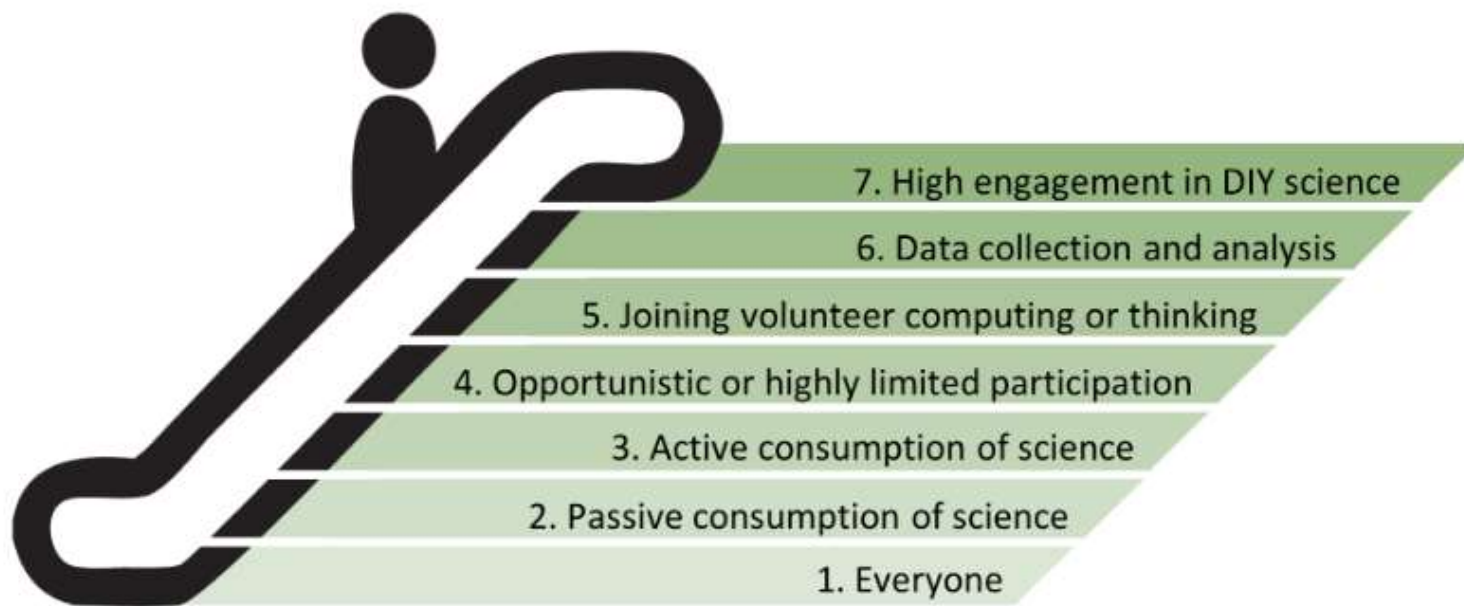 7. High engagement in DIY science
6. Data collection and analysis
5. Joining volunteer computing or thinking
4. Opportunistic or highly limited participation
3. Active consumption of science
2. Passive consumption of science
1. Everyone